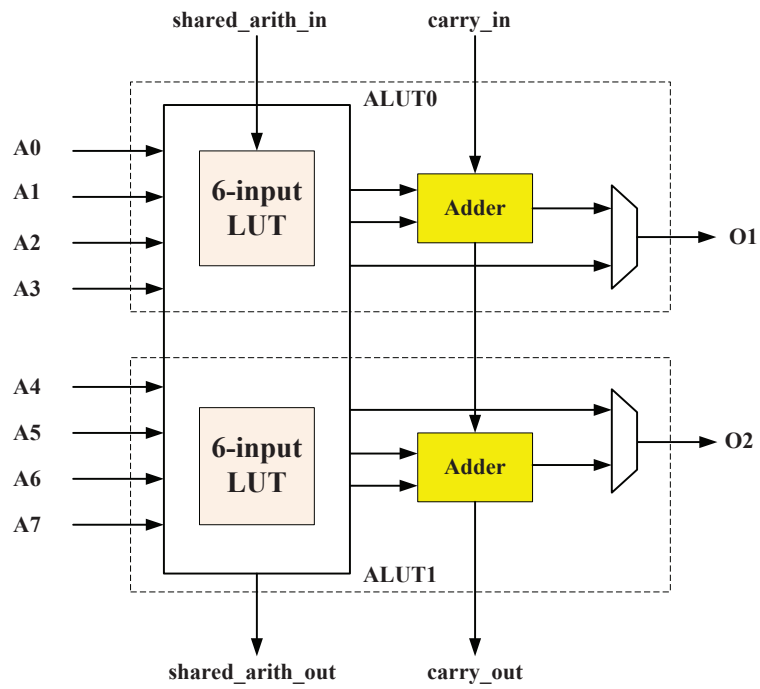 shared_arith_in
carry_in
ALUT0
A0
A1
A2
A3
6-input
LUT
Adder
O1
A4
A5
A6
A7
6-input
LUT
Adder
O2
ALUT1
shared_arith_out
carry_out